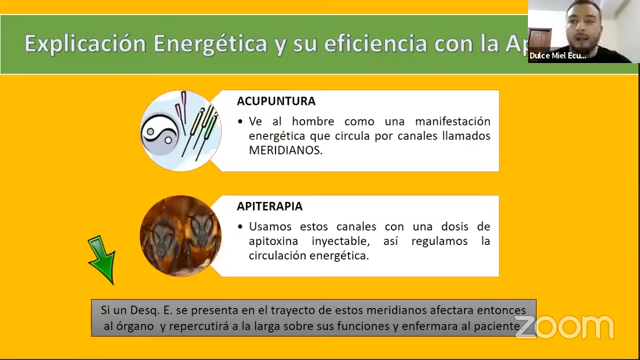 Explicación Energética y su eficiencia con la Ap
Dulce Miel Ecu...
ACUPUNTURA
• Ve al hombre como una manifestación
energética que circula por canales llamados
MERIDIANOS.
APITERAPIA
• Usamos estos canales con una dosis de
apitoxina inyectable, así regulamos la
circulación energética.
Si un Desq. E. se presenta en el trayecto de estos meridianos afectara entonces
al órgano y repercutirá a la larga sobre sus funciones y enfermara al paciente
zoom